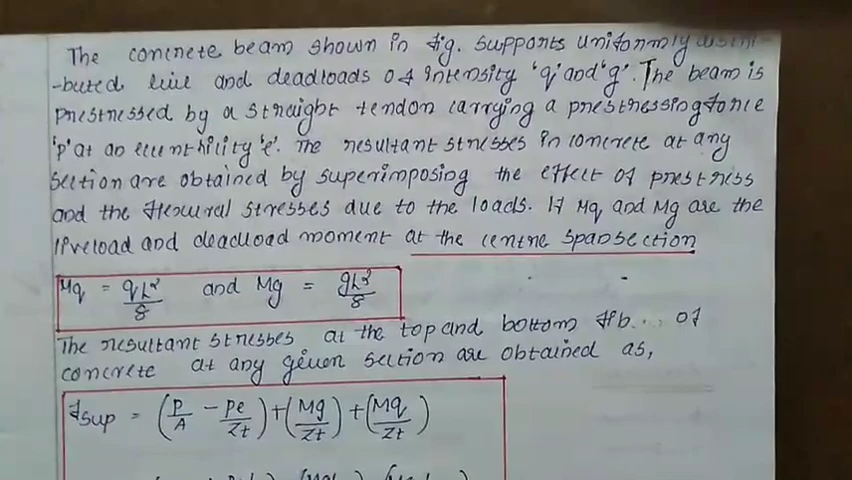 The concrete beam shown in fig. supports uniformly distri-
-buted live and deadloads of intensity 'q' and 'g'. The beam is
prestressed by a straight tendon carrying a prestressing force
'p' at an eccentricity 'e'. The resultant stresses in concrete at any
section are obtained by superimposing the effect of prestress
and the flexural stresses due to the loads. If Mq and Mg are the
liveload and deadload moment at the centre span section
Mq = qL²/8 and Mg = gL²/8
The resultant stresses at the top and bottom fib... of
concrete at any given section are obtained as,
fsup = (P/A - Pe/Zt) + (Mg/Zt) + (Mq/Zt)